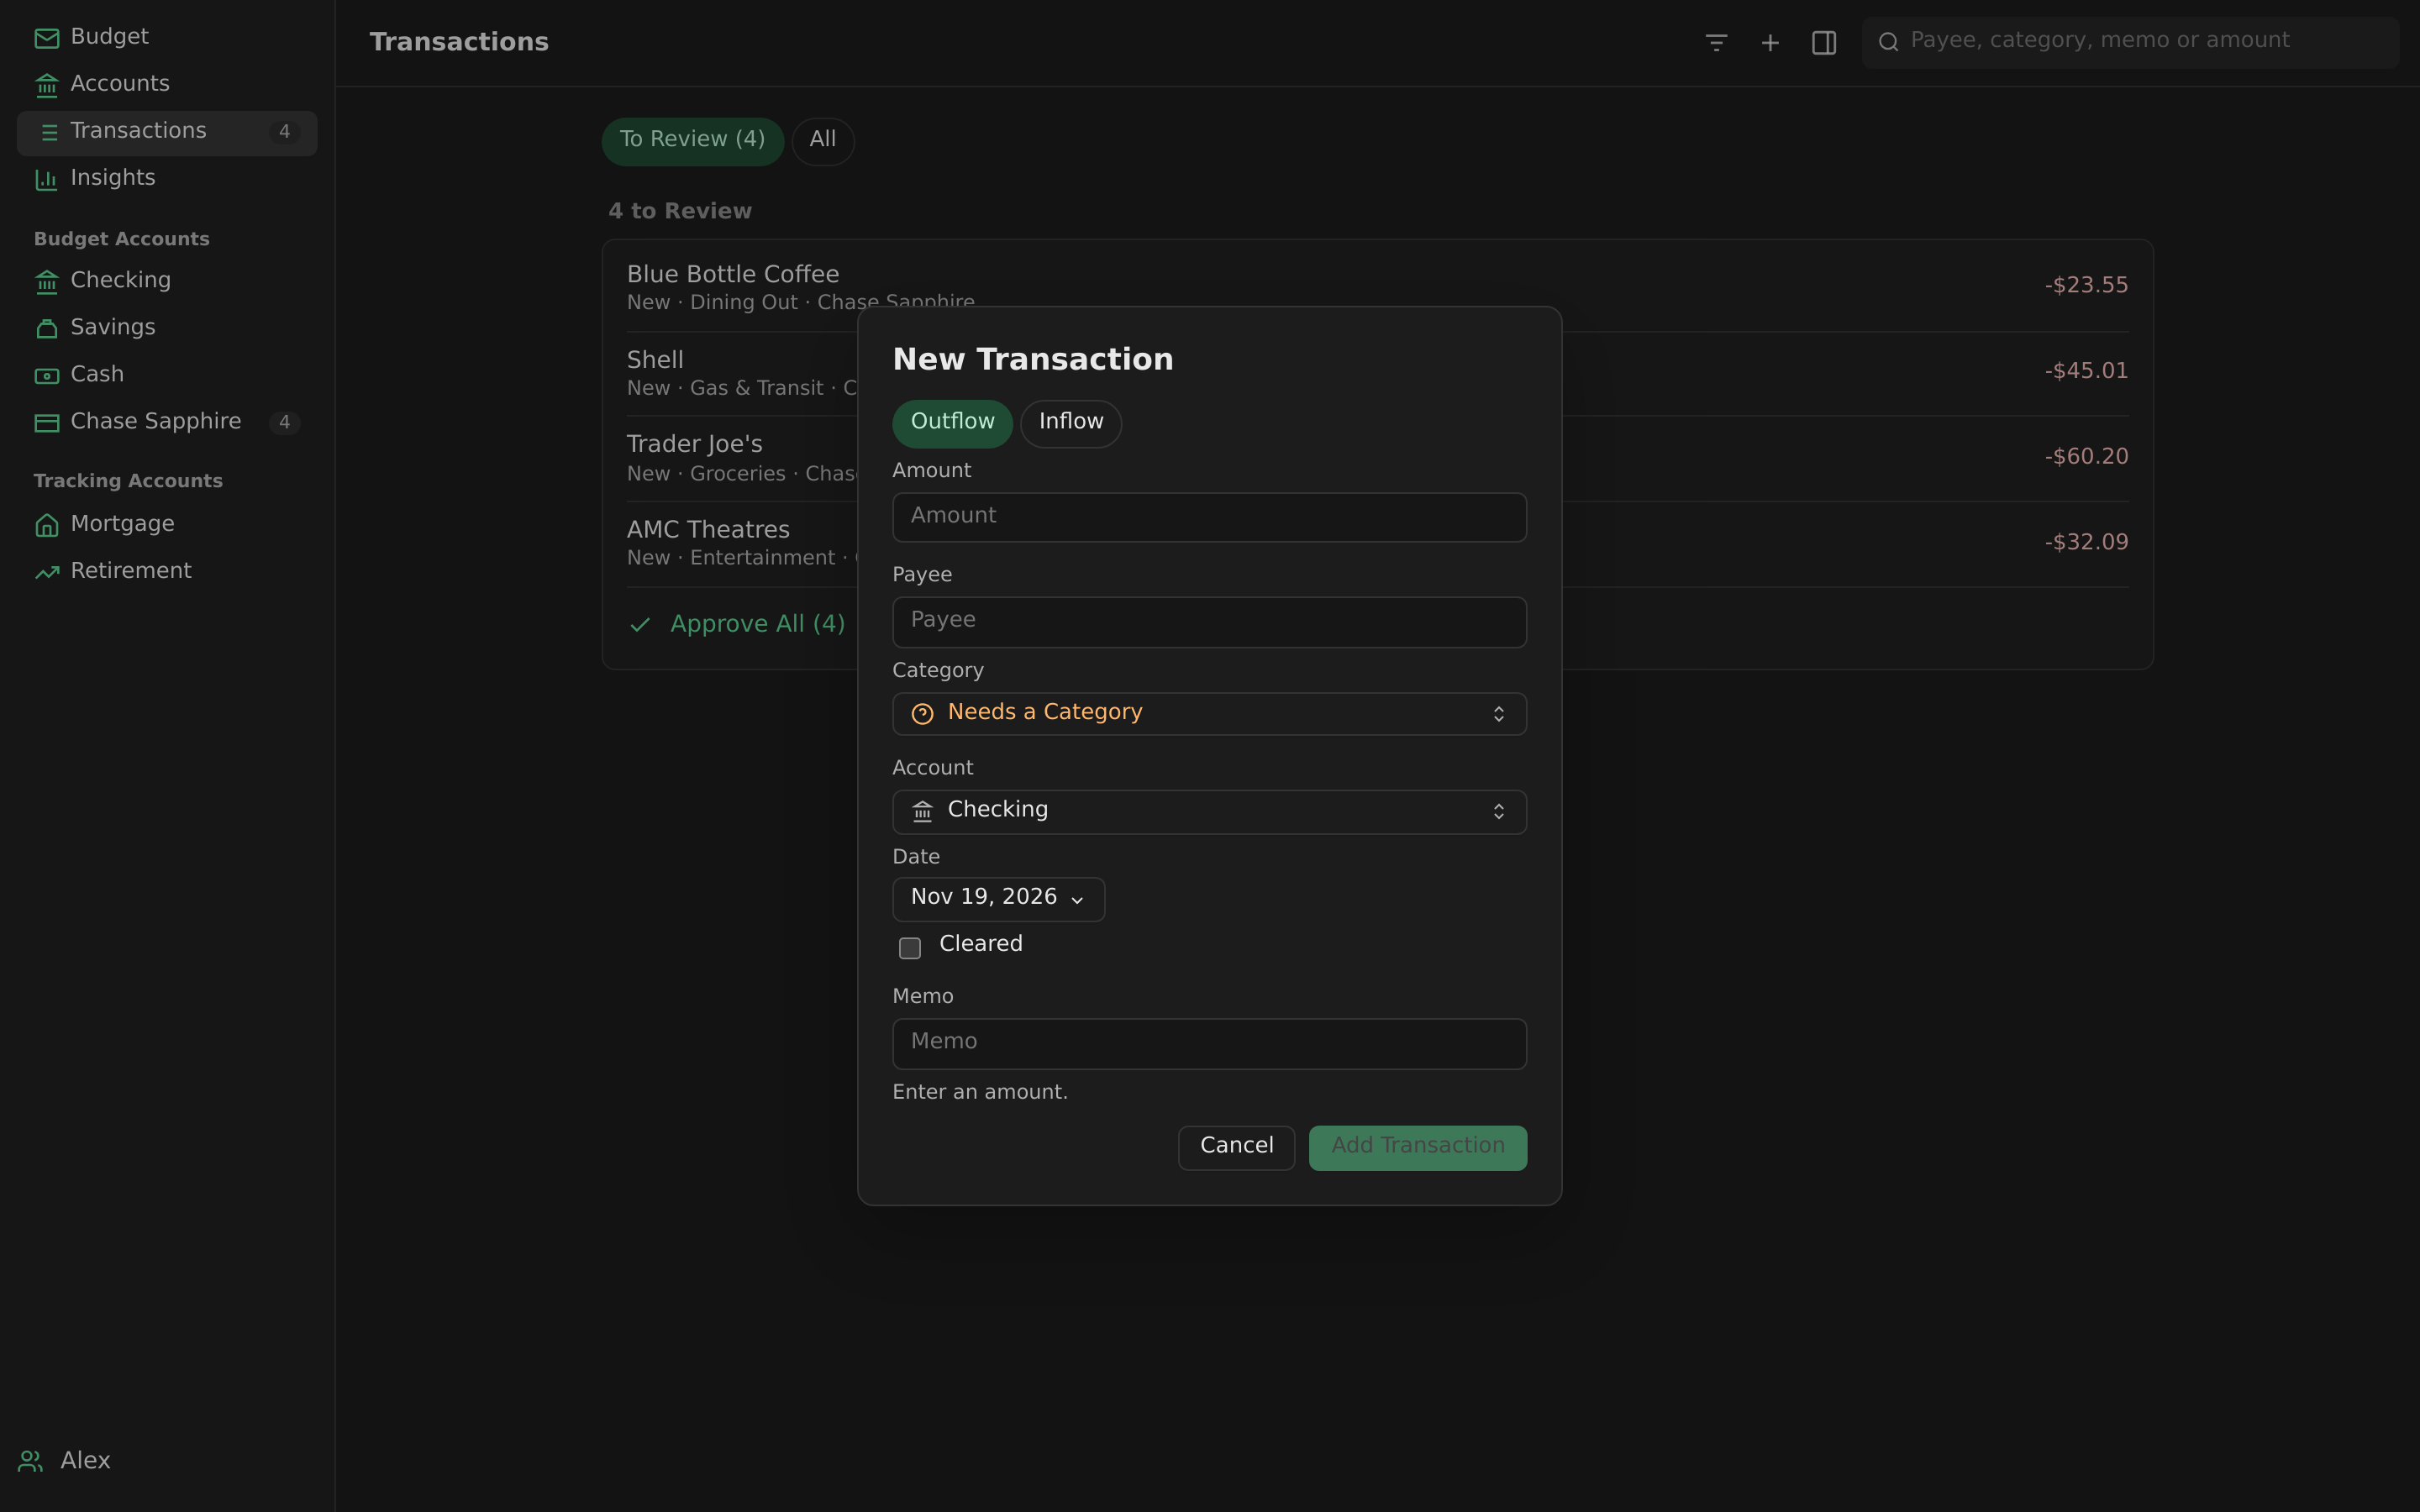 Budget
Accounts
Transactions 4
Insights
Budget Accounts
Checking
Savings
Cash
Chase Sapphire 4
Tracking Accounts
Mortgage
Retirement
Alex
Transactions
Payee, category, memo or amount
To Review (4) All
4 to Review
Blue Bottle Coffee
New · Dining Out · Chase Sapphire
-$23.55
Shell
New · Gas & Transit · C
-$45.01
Trader Joe's
New · Groceries · Chase
-$60.20
AMC Theatres
New · Entertainment ·
-$32.09
Approve All (4)
New Transaction
Outflow Inflow
Amount
Amount
Payee
Payee
Category
Needs a Category
Account
Checking
Date
Nov 19, 2026
Cleared
Memo
Memo
Enter an amount.
Cancel Add Transaction